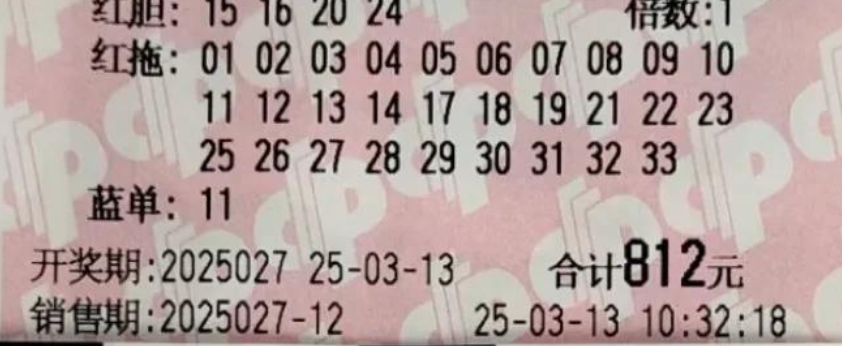 红胆: 15 16 20 24 倍数:1
红拖: 01 02 03 04 05 06 07 08 09 10
11 12 13 14 17 18 19 21 22 23
25 26 27 28 29 30 31 32 33
蓝单: 11
开奖期:2025027 25-03-13 合计812元
销售期:2025027-12 25-03-13 10:32:18